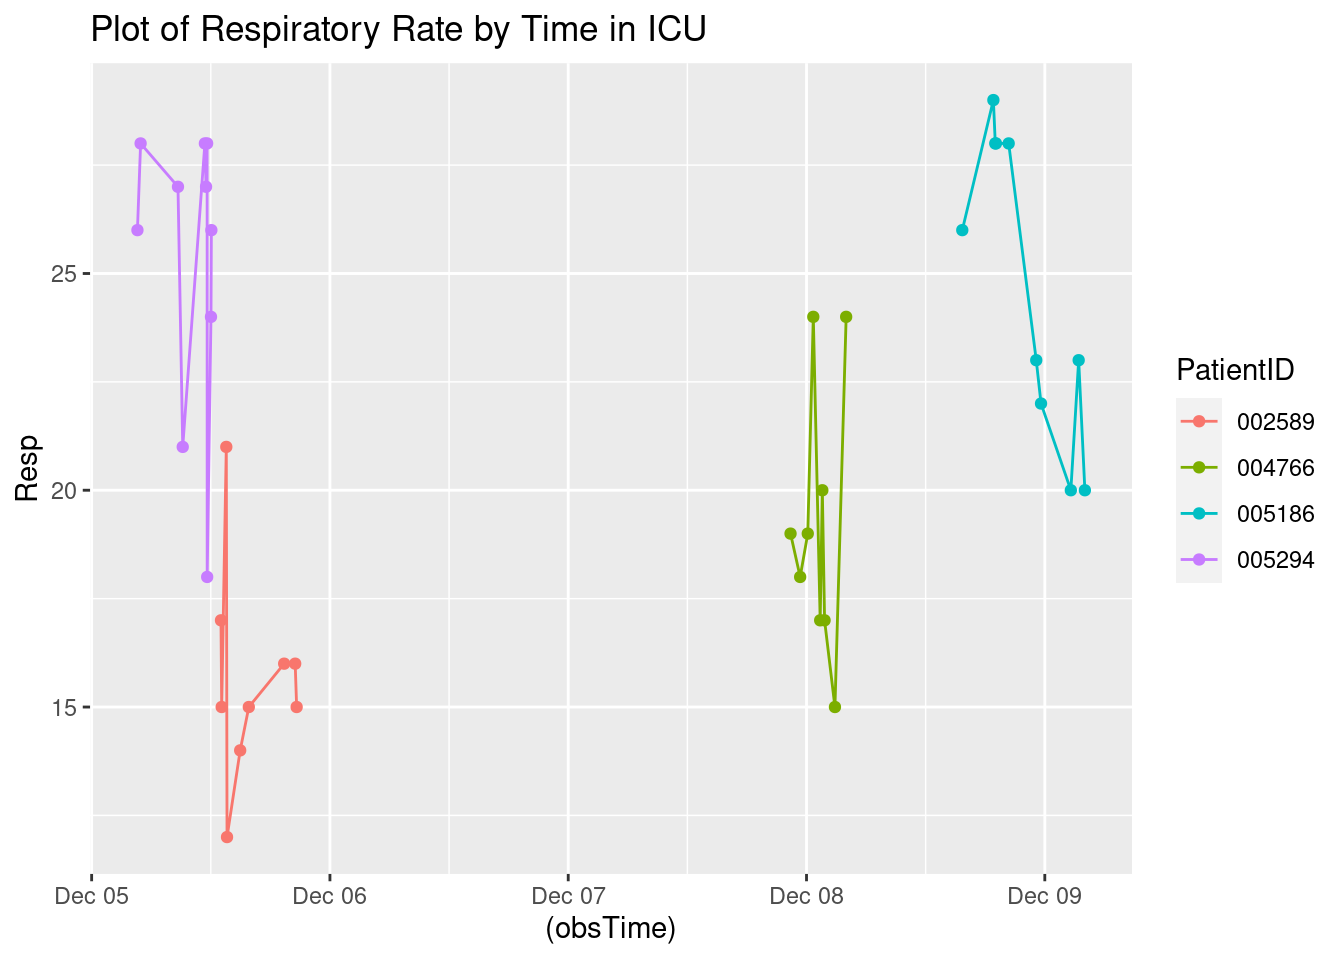 Plot of Respiratory Rate by Time in ICU
Resp
25
20
15
Dec 05
Dec 06
Dec 07
Dec 08
Dec 09
(obsTime)
PatientID
002589
004766
005186
005294